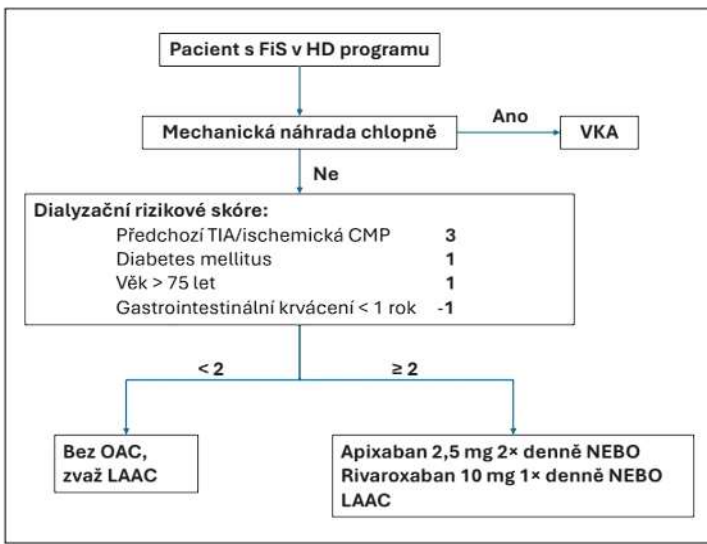 Pacient s FiS v HD programu
Mechanická náhrada chlopně
Ano
VKA
Ne
Dialyzační rizikové skóre:
Předchozí TIA/ischemická CMP 3
Diabetes mellitus 1
Věk > 75 let 1
Gastrointestinální krvácení < 1 rok -1
< 2
≥ 2
Bez OAC,
zvaž LAAC
Apixaban 2,5 mg 2× denně NEBO
Rivaroxaban 10 mg 1× denně NEBO
LAAC